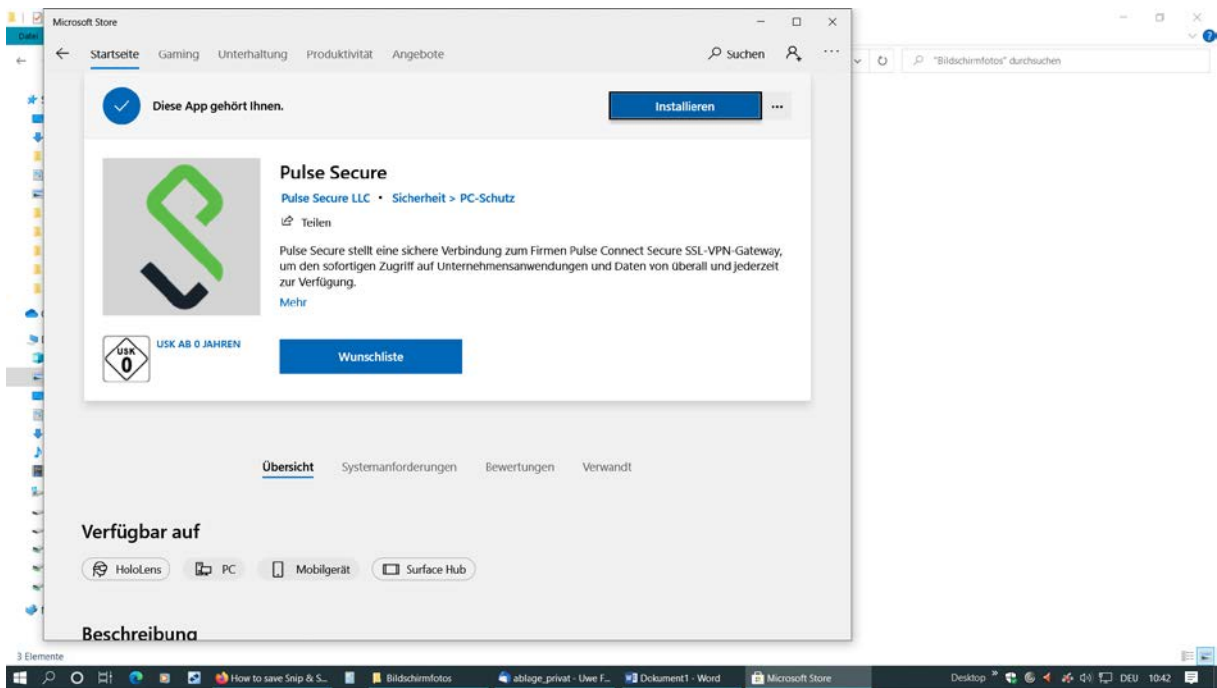 Microsoft Store
Datei
Startseite Gaming Unterhaltung Produktivität Angebote Suchen
"Bildschirmfotos" durchsuchen
Diese App gehört Ihnen.
Installieren
Pulse Secure
Pulse Secure LLC • Sicherheit > PC-Schutz
Teilen
Pulse Secure stellt eine sichere Verbindung zum Firmen Pulse Connect Secure SSL-VPN-Gateway,
um den sofortigen Zugriff auf Unternehmensanwendungen und Daten von überall und jederzeit
zur Verfügung.
Mehr
USK
0
USK AB 0 JAHREN
Wunschliste
Übersicht Systemanforderungen Bewertungen Verwandt
Verfügbar auf
HoloLens PC Mobilgerät Surface Hub
Beschreibung
3 Elemente
How to save Snip & S... Bildschirmfotos ablage_privat - Uwe F... Dokument1 - Word Microsoft Store Desktop DEU 10:42